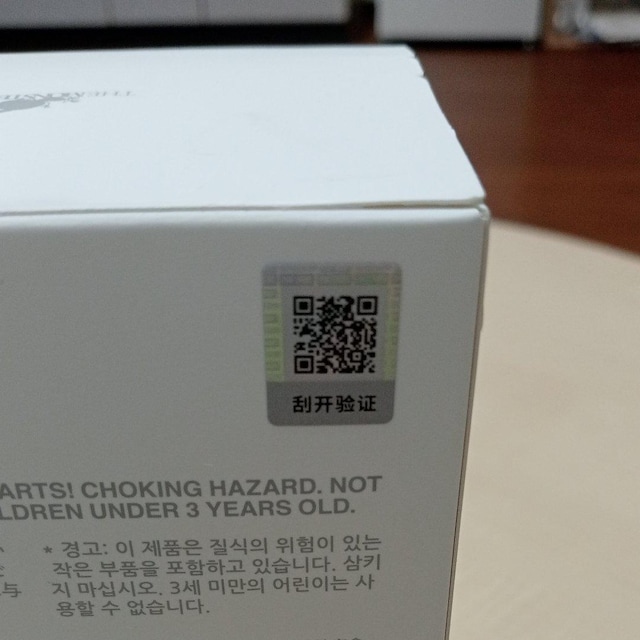 刮开验证
ARTS! CHOKING HAZARD. NOT
LDREN UNDER 3 YEARS OLD.
* 경고: 이 제품은 질식의 위험이 있는
작은 부품을 포함하고 있습니다. 삼키
지 마십시오. 3세 미만의 어린이는 사
용할 수 없습니다.